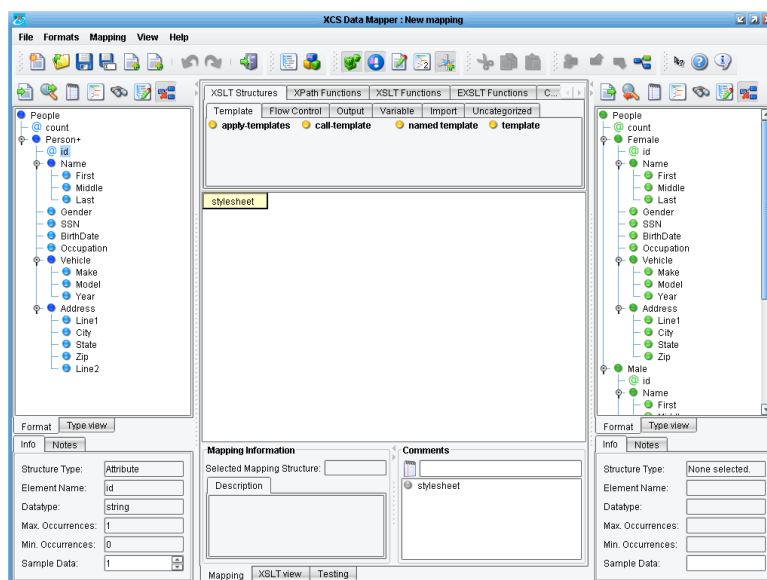 XCS Data Mapper : New mapping
File Formats Mapping View Help
People
@ count
Person+
@ id
Name
First
Middle
Last
Gender
SSN
BirthDate
Occupation
Vehicle
Make
Model
Year
Address
Line1
City
State
Zip
Line2
Format Type view
Info Notes
Structure Type: Attribute
Element Name: id
Datatype: string
Max. Occurrences: 1
Min. Occurrences: 0
Sample Data: 1
XSLT Structures XPath Functions XSLT Functions EXSLT Functions C...
Template Flow Control Output Variable Import Uncategorized
apply-templates call-template named template template
stylesheet
Mapping Information
Selected Mapping Structure:
Description
Comments
stylesheet
Mapping XSLT view Testing
People
@ count
Female
@ id
Name
First
Middle
Last
Gender
SSN
BirthDate
Occupation
Vehicle
Make
Model
Year
Address
Line1
City
State
Zip
Male
@ id
Name
First
Format Type view
Info Notes
Structure Type: None selected.
Element Name:
Datatype:
Max. Occurrences:
Min. Occurrences:
Sample Data: